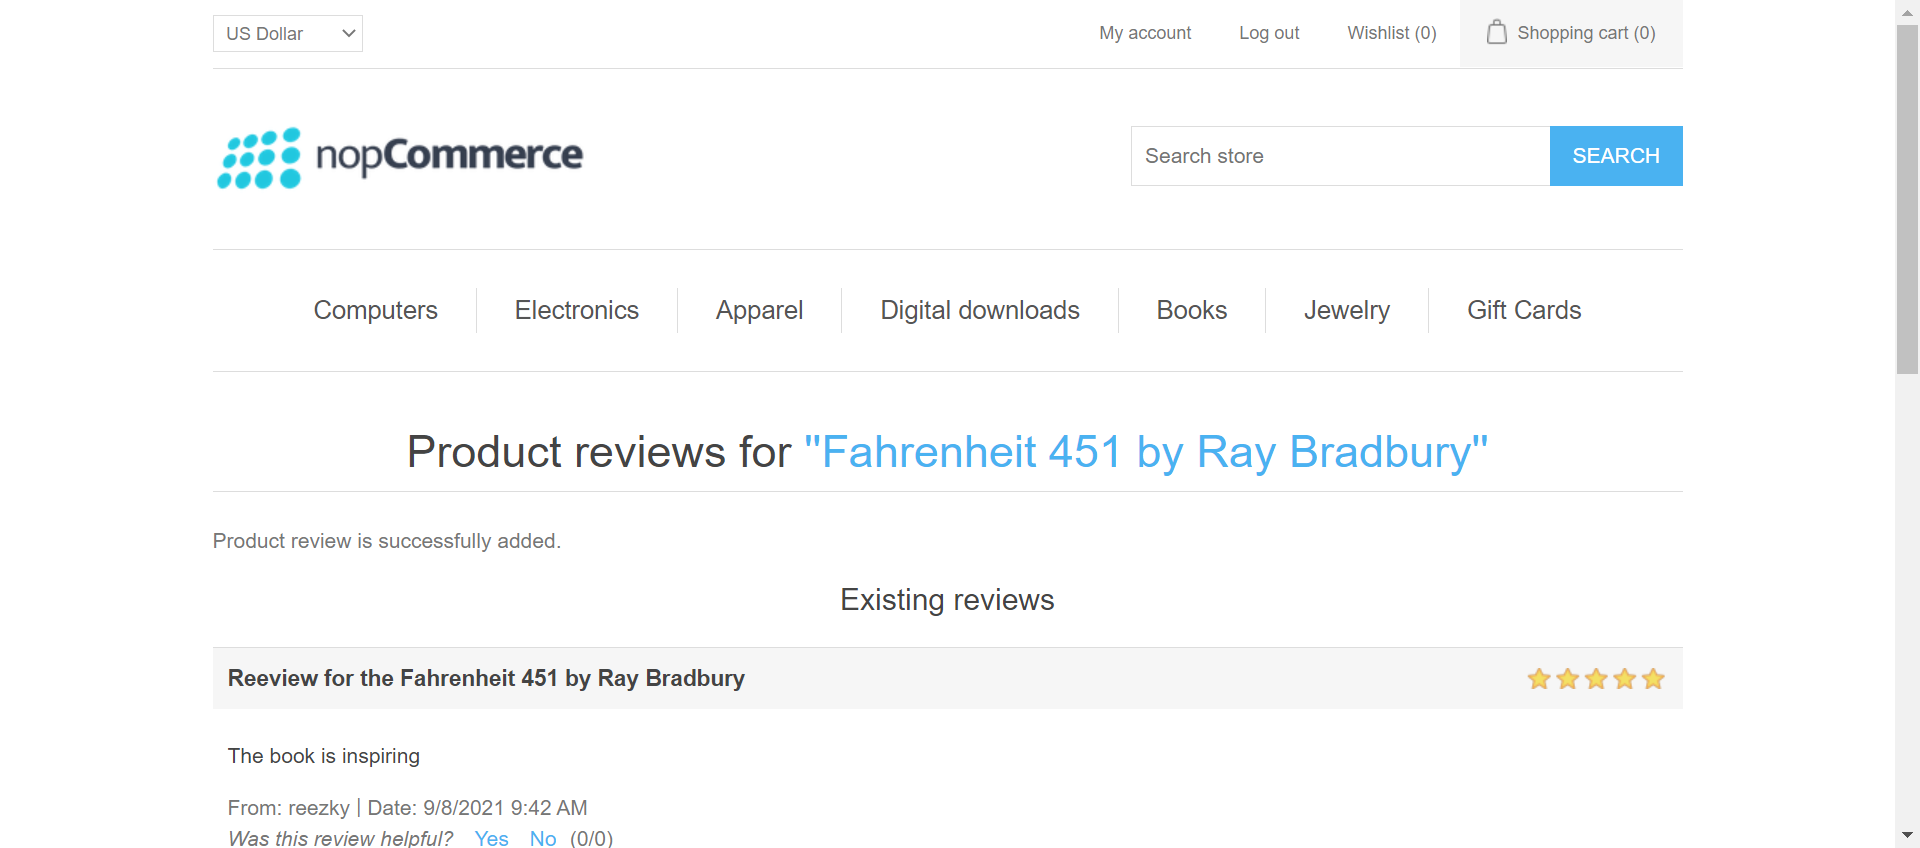 US Dollar
My account
Log out
Wishlist (0)
Shopping cart (0)
nopCommerce
Search store
SEARCH
Computers
Electronics
Apparel
Digital downloads
Books
Jewelry
Gift Cards
Product reviews for "Fahrenheit 451 by Ray Bradbury"
Product review is successfully added.
Existing reviews
Reeview for the Fahrenheit 451 by Ray Bradbury
The book is inspiring
From: reezky | Date: 9/8/2021 9:42 AM
Was this review helpful? Yes No (0/0)